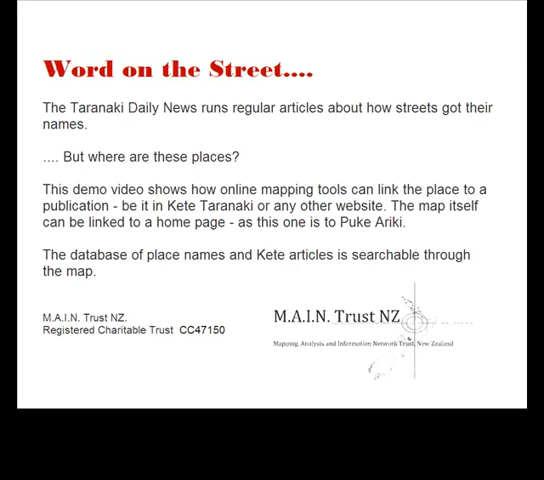 Word on the Street....
The Taranaki Daily News runs regular articles about how streets got their
names.
.... But where are these places?
This demo video shows how online mapping tools can link the place to a
publication - be it in Kete Taranaki or any other website. The map itself
can be linked to a home page - as this one is to Puke Ariki.
The database of place names and Kete articles is searchable through
the map.
M.A.I.N. Trust NZ.
Registered Charitable Trust CC47150
M.A.I.N. Trust NZ
Mapping, Analysis and Information Network Trust, New Zealand